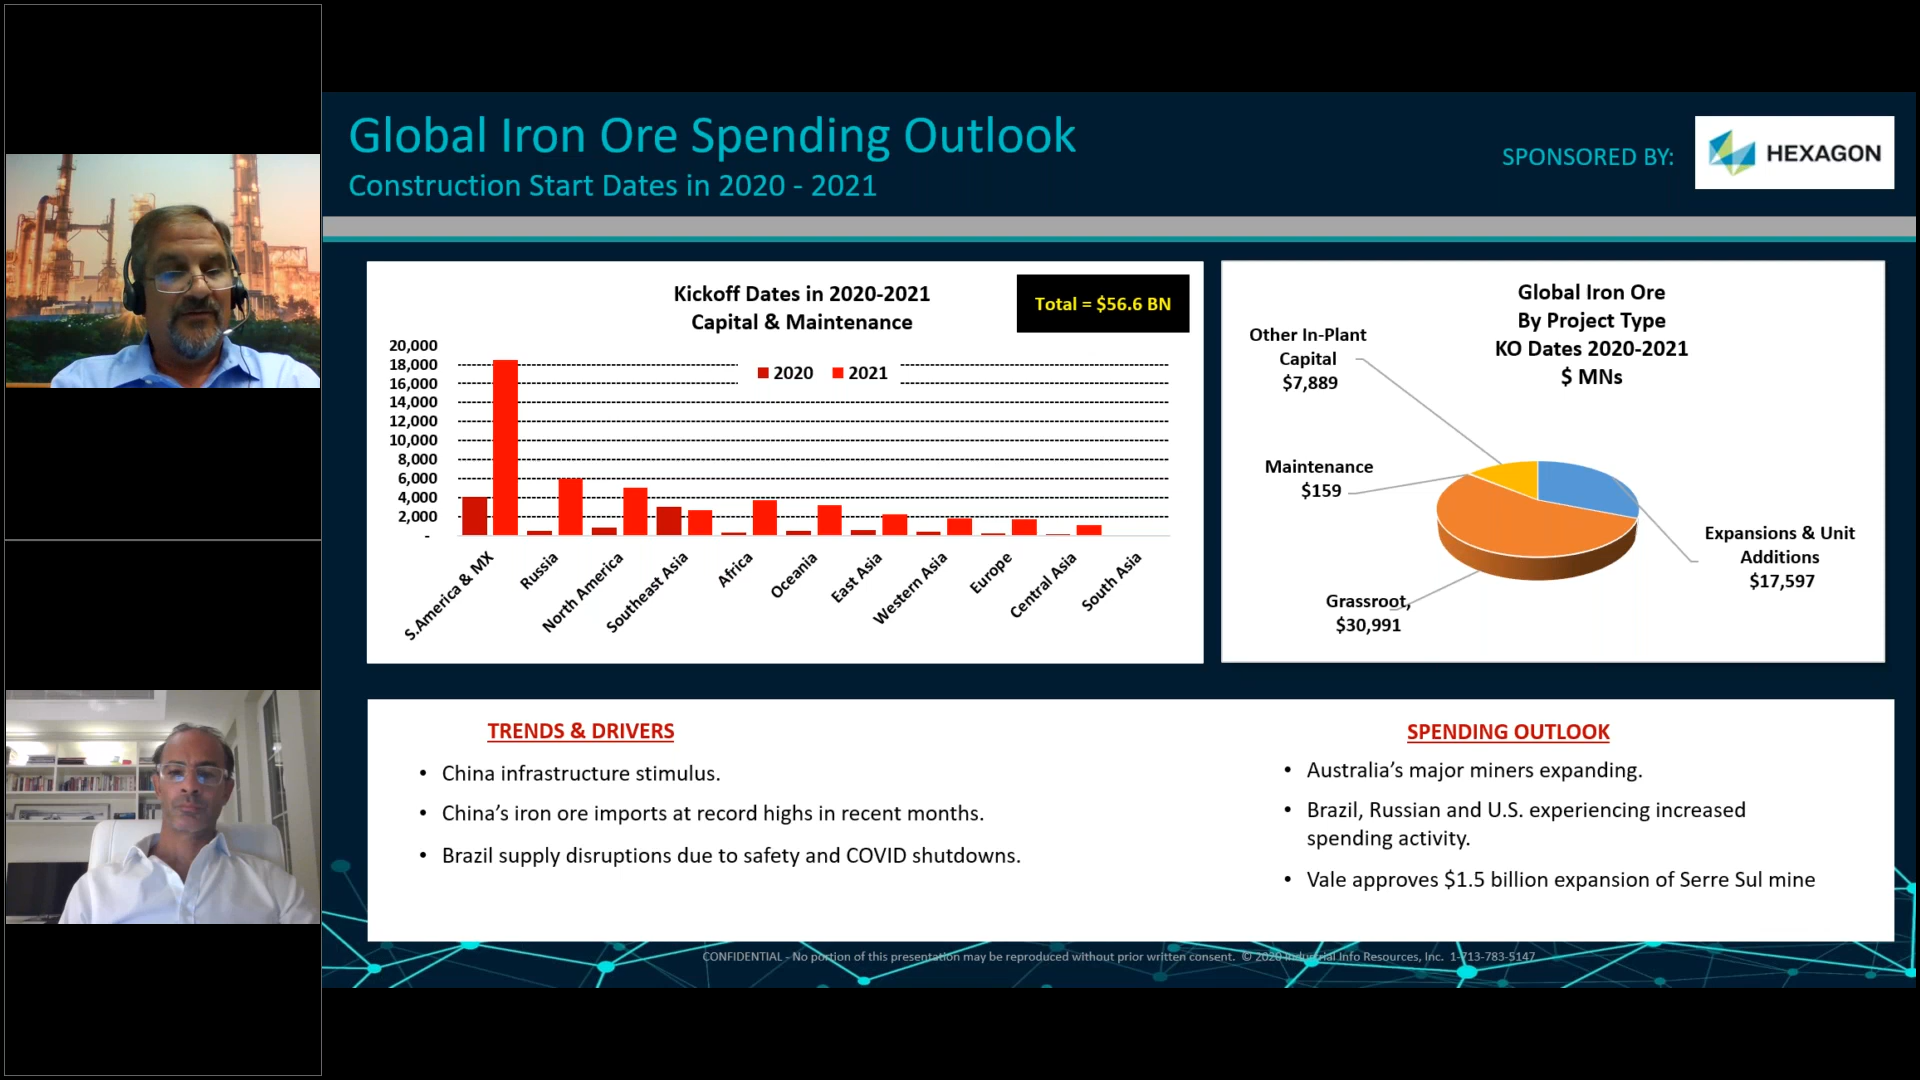 Global Iron Ore Spending Outlook
Construction Start Dates in 2020 - 2021
SPONSORED BY:
HEXAGON
Kickoff Dates in 2020-2021
Capital & Maintenance
Total = $56.6 BN
20,000
18,000
16,000
14,000
12,000
10,000
8,000
6,000
4,000
2,000
-
2020 2021
S.America & MX
Russia
North America
Southeast Asia
Africa
Oceania
East Asia
Western Asia
Europe
Central Asia
South Asia
Global Iron Ore
By Project Type
KO Dates 2020-2021
$ MNs
Other In-Plant
Capital
$7,889
Maintenance
$159
Expansions & Unit
Additions
$17,597
Grassroot,
$30,991
TRENDS & DRIVERS
• China infrastructure stimulus.
• China’s iron ore imports at record highs in recent months.
• Brazil supply disruptions due to safety and COVID shutdowns.
SPENDING OUTLOOK
• Australia’s major miners expanding.
• Brazil, Russian and U.S. experiencing increased
spending activity.
• Vale approves $1.5 billion expansion of Serre Sul mine
CONFIDENTIAL - No portion of this presentation may be reproduced without prior written consent. © 2020 Industrial Info Resources, Inc. 1-713-783-5147